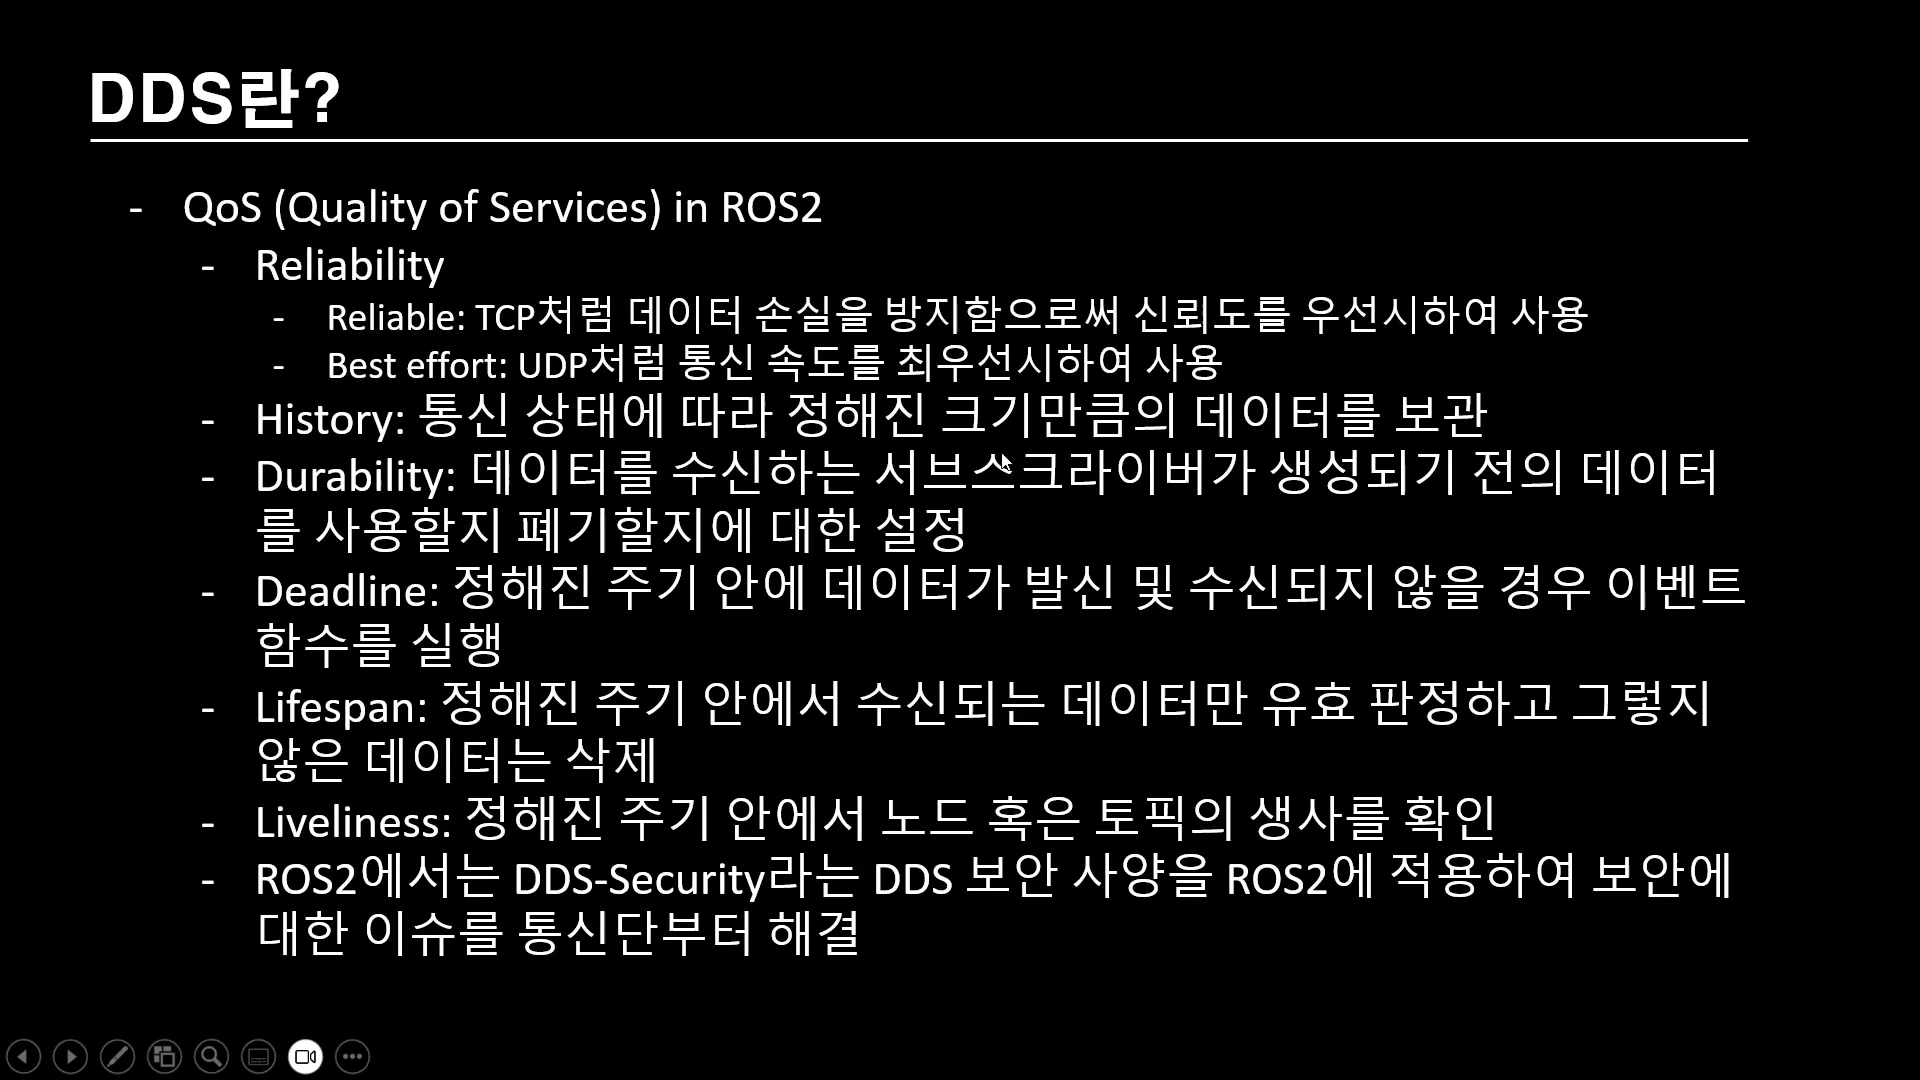 DDS란?
- QoS (Quality of Services) in ROS2
- Reliability
- Reliable: TCP처럼 데이터 손실을 방지함으로써 신뢰도를 우선시하여 사용
- Best effort: UDP처럼 통신 속도를 최우선시하여 사용
- History: 통신 상태에 따라 정해진 크기만큼의 데이터를 보관
- Durability: 데이터를 수신하는 서브스크라이버가 생성되기 전의 데이터
를 사용할지 폐기할지에 대한 설정
- Deadline: 정해진 주기 안에 데이터가 발신 및 수신되지 않을 경우 이벤트
함수를 실행
- Lifespan: 정해진 주기 안에서 수신되는 데이터만 유효 판정하고 그렇지
않은 데이터는 삭제
- Liveliness: 정해진 주기 안에서 노드 혹은 토픽의 생사를 확인
- ROS2에서는 DDS-Security라는 DDS 보안 사양을 ROS2에 적용하여 보안에
대한 이슈를 통신단부터 해결